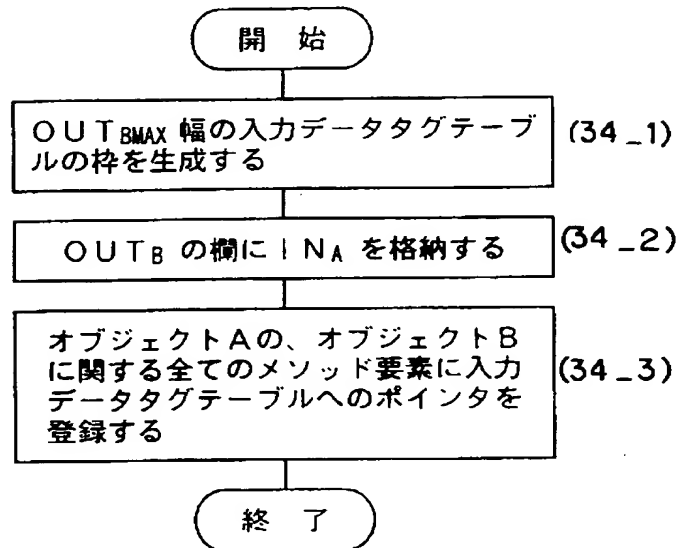 開 始
OUTBMAX 幅の入力データタグテーブ
ルの枠を生成する
(34_1)
OUTB の欄にINA を格納する
(34_2)
オブジェクトAの、オブジェクトB
に関する全てのメソッド要素に入力
データタグテーブルへのポインタを
登録する
(34_3)
終 了